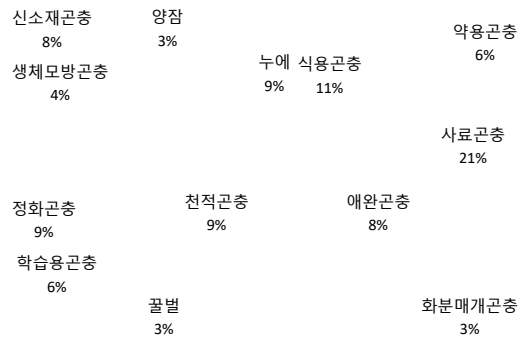 신소재곤충
8%
양잠
3%
약용곤충
6%
누에
9%
식용곤충
11%
생체모방곤충
4%
사료곤충
21%
정화곤충
9%
천적곤충
9%
애완곤충
8%
학습용곤충
6%
꿀벌
3%
화분매개곤충
3%